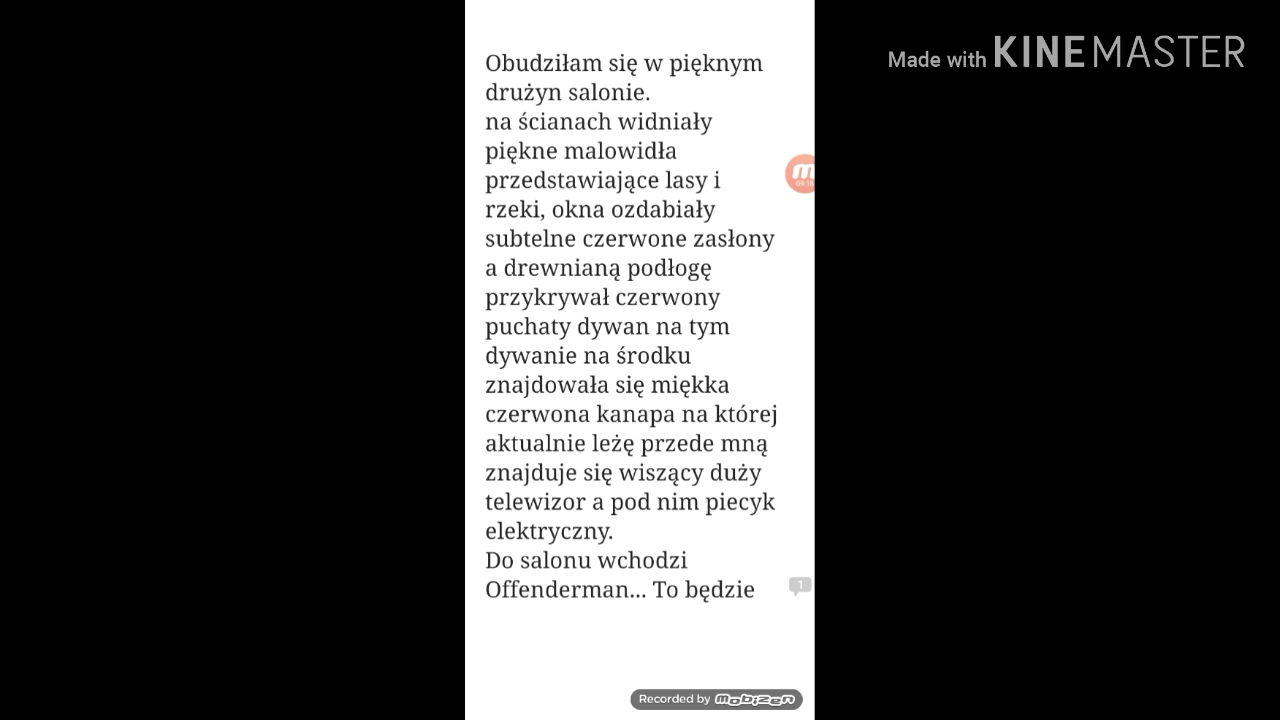 Made with KINEMASTER
Obudziłam się w pięknym
drużyn salonie.
na ścianach widniały
piękne malowidła
przedstawiające lasy i
rzeki, okna ozdabiały
subtelne czerwone zasłony
a drewnianą podłogę
przykrywał czerwony
puchaty dywan na tym
dywanie na środku
znajdowała się miękka
czerwona kanapa na której
aktualnie leżę przede mną
znajduje się wiszący duży
telewizor a pod nim piecyk
elektryczny.
Do salonu wchodzi
Offenderman... To będzie
1
Recorded by mobizen